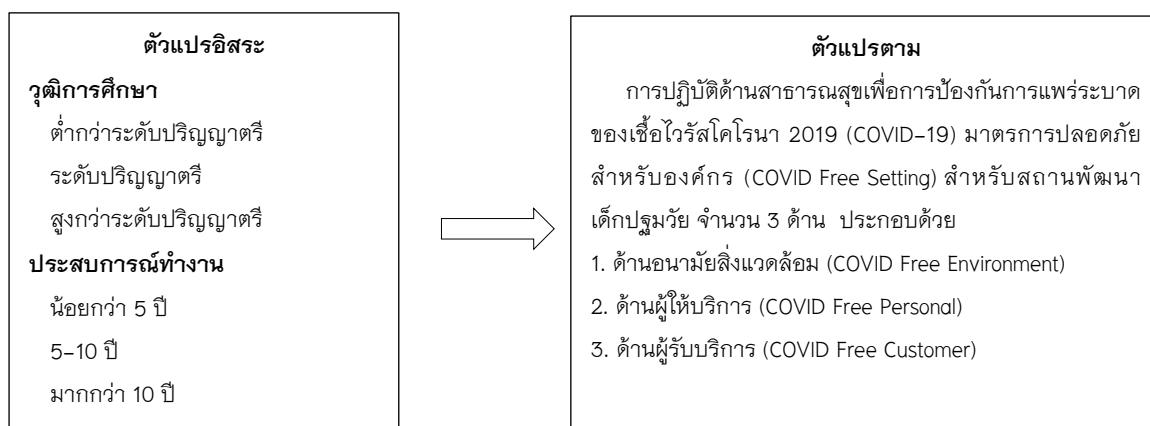 ตัวแปรอิสระ
วุฒิการศึกษา
ต่ำกว่าระดับปริญญาตรี
ระดับปริญญาตรี
สูงกว่าระดับปริญญาตรี
ประสบการณ์ทำงาน
น้อยกว่า 5 ปี
5–10 ปี
มากกว่า 10 ปี
ตัวแปรตาม
การปฏิบัติด้านสาธารณสุขเพื่อการป้องกันการแพร่ระบาด
ของเชื้อไวรัสโคโรนา 2019 (COVID–19) มาตรการปลอดภัย
สำหรับองค์กร (COVID Free Setting) สำหรับสถานพัฒนา
เด็กปฐมวัย จำนวน 3 ด้าน ประกอบด้วย
1. ด้านอนามัยสิ่งแวดล้อม (COVID Free Environment)
2. ด้านผู้ให้บริการ (COVID Free Personal)
3. ด้านผู้รับบริการ (COVID Free Customer)